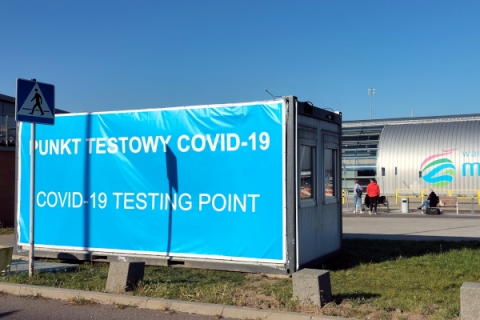 PUNKT TESTOWY COVID-19
COVID-19 TESTING POINT